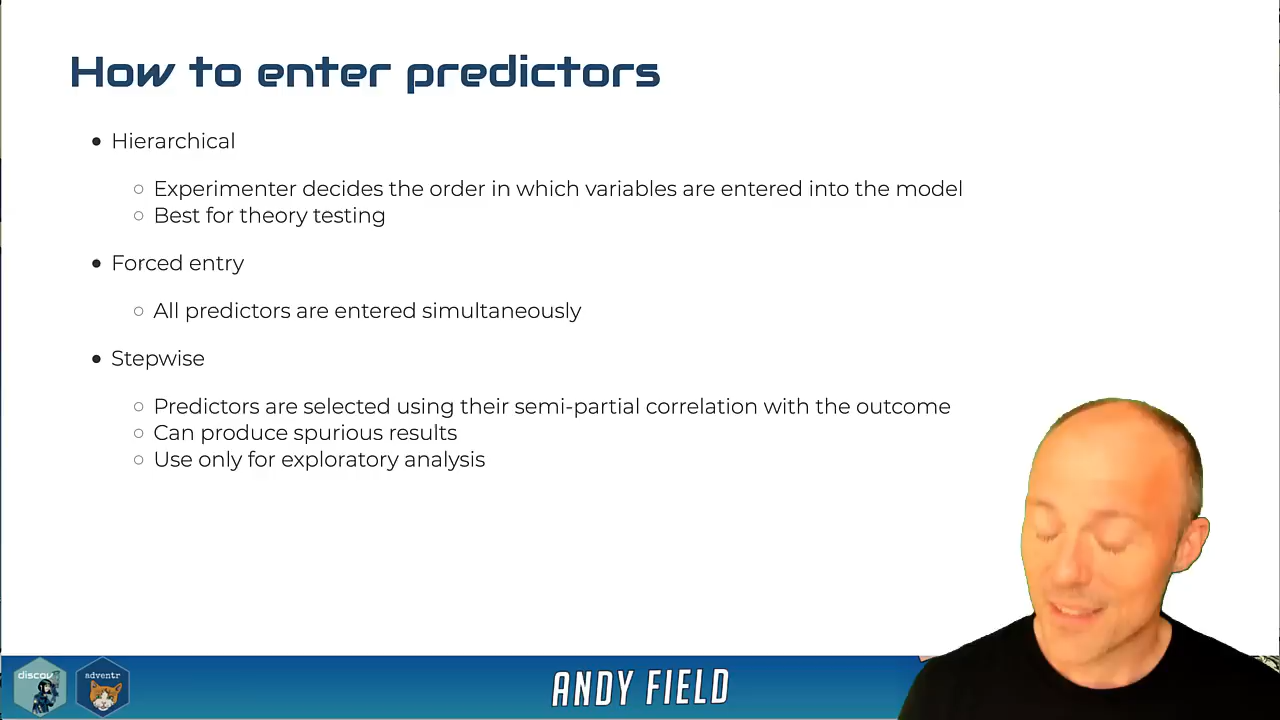 How to enter predictors
Hierarchical
Experimenter decides the order in which variables are entered into the model
Best for theory testing
Forced entry
All predictors are entered simultaneously
Stepwise
Predictors are selected using their semi-partial correlation with the outcome
Can produce spurious results
Use only for exploratory analysis
adventr
ANDY FIELD